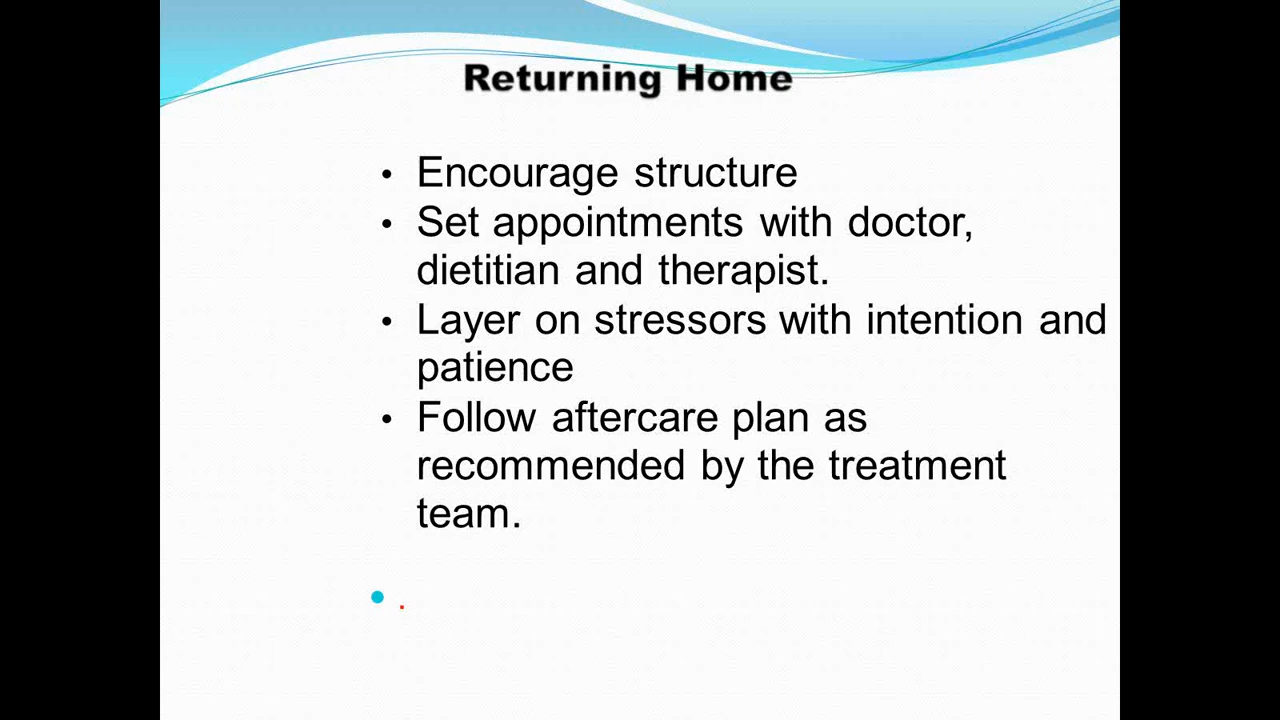 Returning Home
• Encourage structure
• Set appointments with doctor,
dietitian and therapist.
• Layer on stressors with intention and
patience
• Follow aftercare plan as
recommended by the treatment
team.
• .